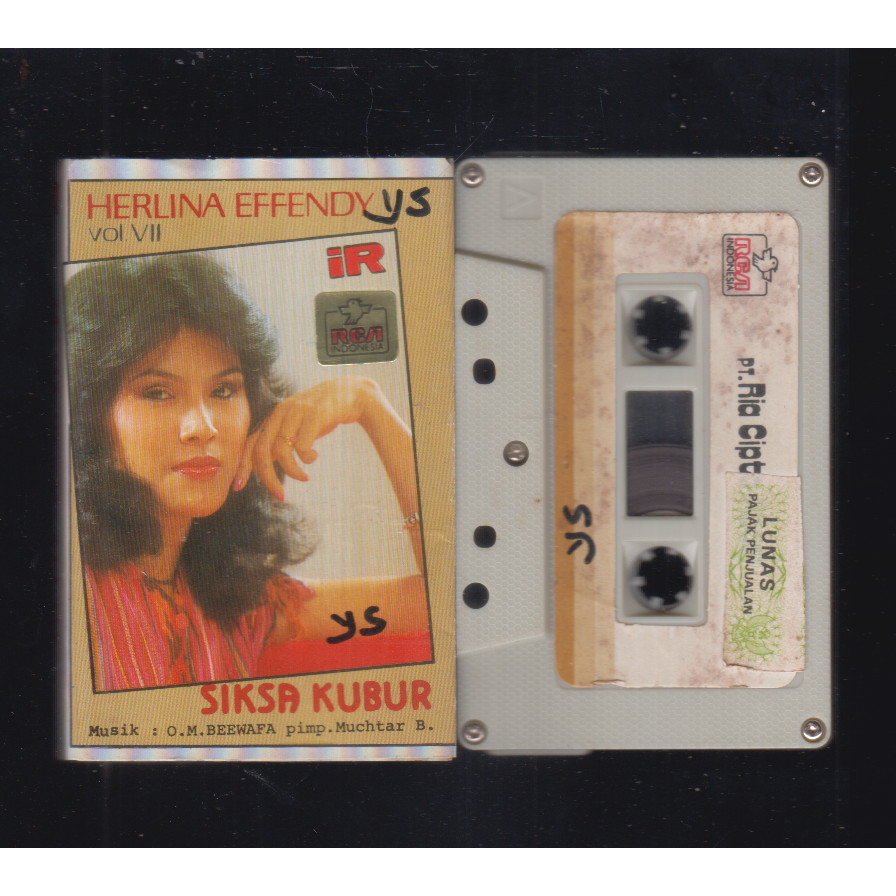 HERLINA EFFENDY ys
vol VII
iR
RCA
INDONESIA
ys
SIKSA KUBUR
Musik : O.M.BEEWAFA pimp.Muchtar B.
A
RCA
INDONESIA
PT. Ria Cipt
LUNAS
PAJAK PENJUALAN
ys